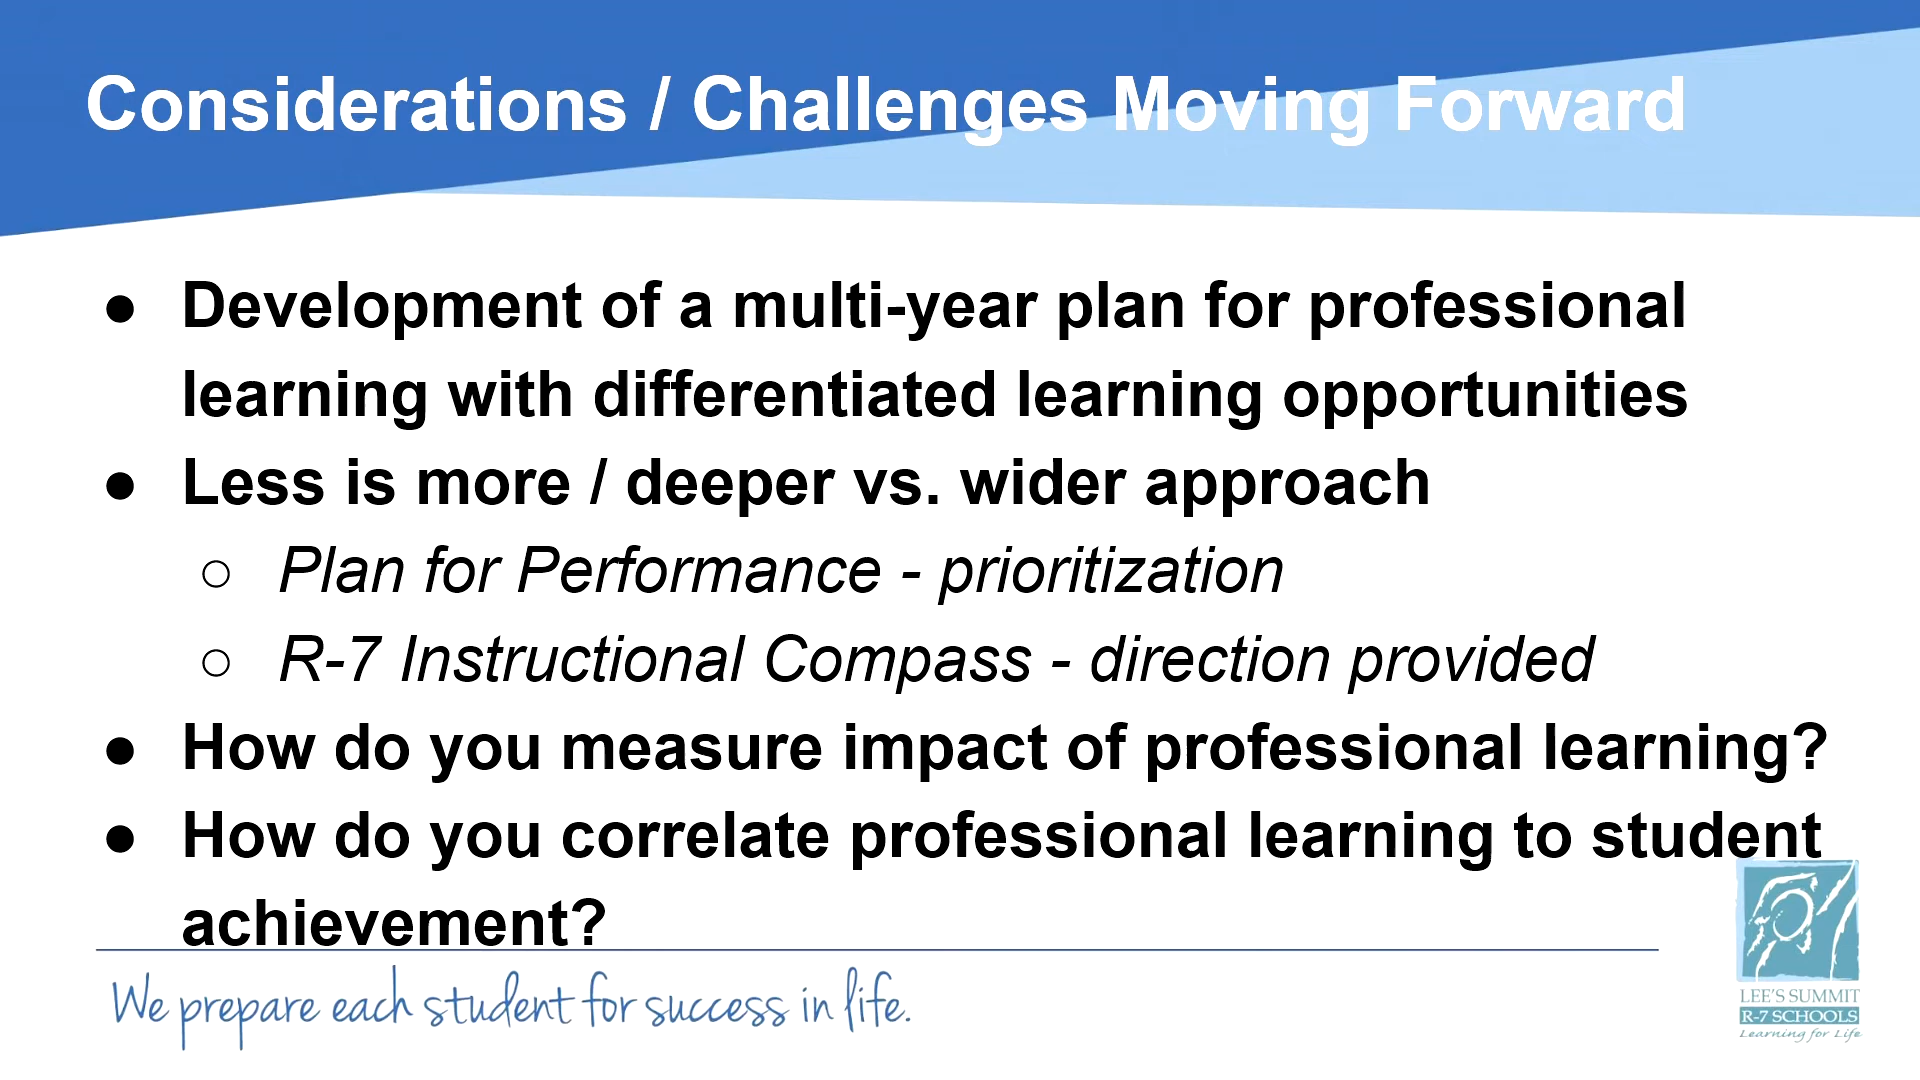 Considerations / Challenges Moving Forward
● Development of a multi-year plan for professional
learning with differentiated learning opportunities
● Less is more / deeper vs. wider approach
○ Plan for Performance - prioritization
○ R-7 Instructional Compass - direction provided
● How do you measure impact of professional learning?
● How do you correlate professional learning to student
achievement?
We prepare each student for success in life.
LEE'S SUMMIT
R-7 SCHOOLS
Learning for Life